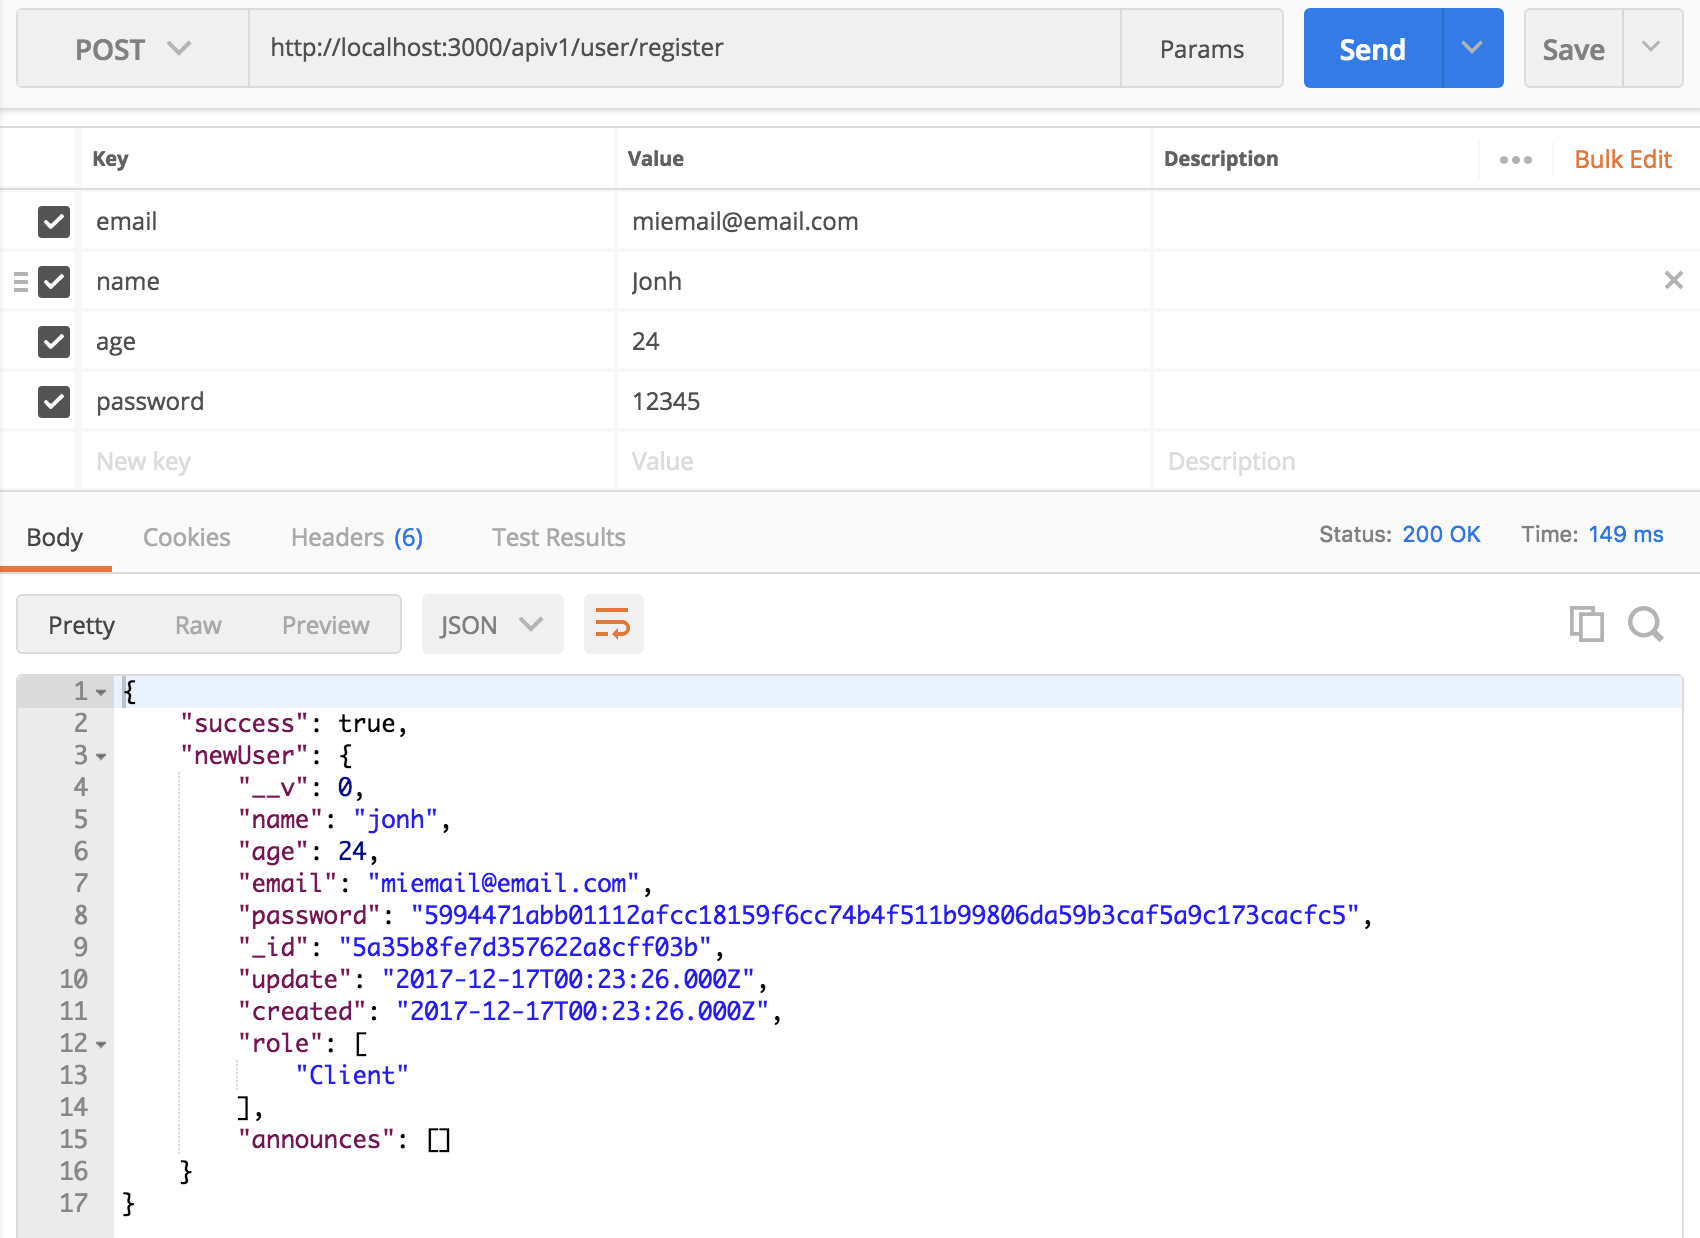 POST http://localhost:3000/apiv1/user/register Params Send Save
Key Value Description ••• Bulk Edit
email miemail@email.com
name Jonh
age 24
password 12345
New key Value Description
Body Cookies Headers (6) Test Results Status: 200 OK Time: 149 ms
Pretty Raw Preview JSON
1 {
2 "success": true,
3 "newUser": {
4 "__v": 0,
5 "name": "jonh",
6 "age": 24,
7 "email": "miemail@email.com",
8 "password": "5994471abb01112afcc18159f6cc74b4f511b99806da59b3caf5a9c173cacfc5",
9 "_id": "5a35b8fe7d357622a8cff03b",
10 "update": "2017-12-17T00:23:26.000Z",
11 "created": "2017-12-17T00:23:26.000Z",
12 "role": [
13 "Client"
14 ],
15 "announces": []
16 }
17 }